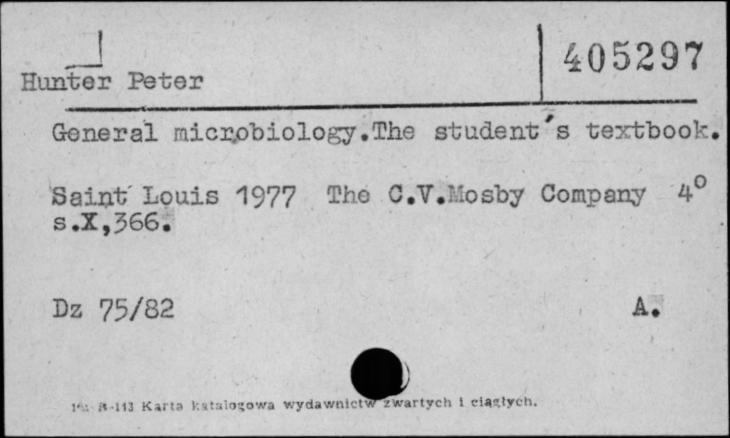 405297
Hunter Peter
General microbiology.The student's textbook.
Saint Louis 1977 The C.V.Mosby Company 4°
s.X,366.
Dz 75/82 A.
R-113 Karta katalogowa wydawnictw zwartych i ciągłych.